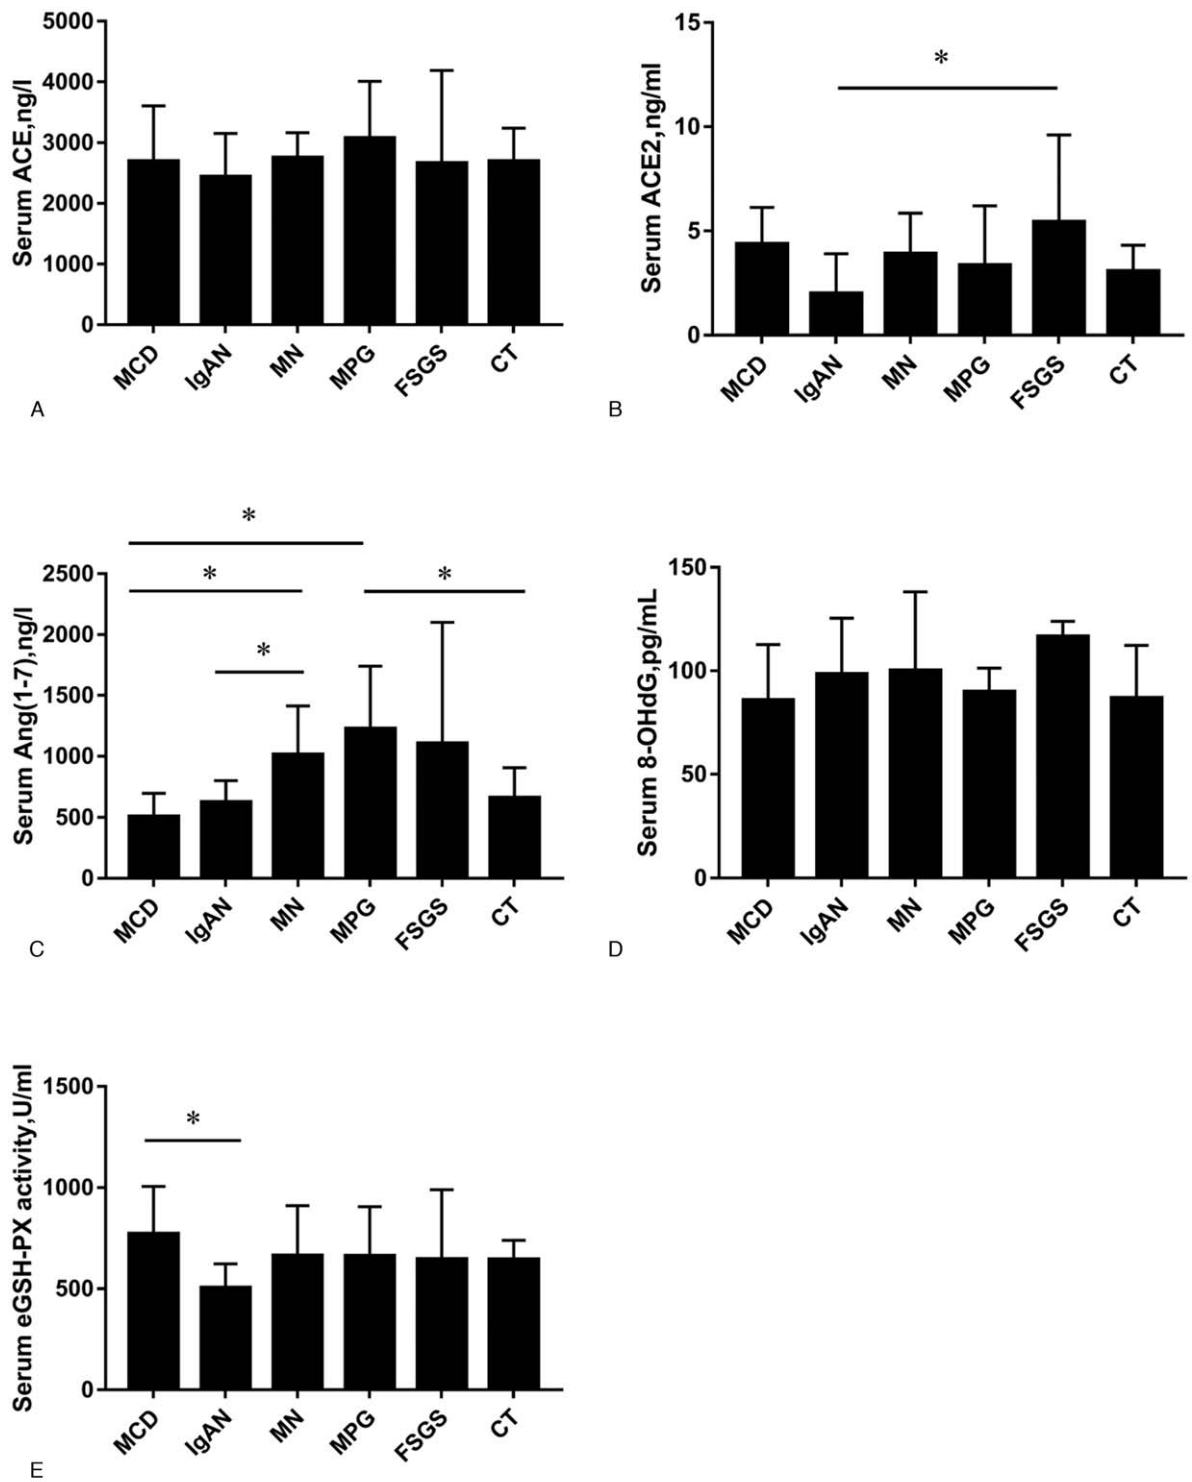 5000
4000
3000
2000
1000
0
Serum ACE,ng/l
MCD IgAN MN MPG FSGS CT
A
15
*
10
5
0
Serum ACE2,ng/ml
MCD IgAN MN MPG FSGS CT
B
*
* *
*
2500
2000
1500
1000
500
0
Serum Ang(1-7),ng/l
MCD IgAN MN MPG FSGS CT
C
150
100
50
0
Serum 8-OHdG,pg/mL
MCD IgAN MN MPG FSGS CT
D
1500
*
1000
500
0
Serum eGSH-PX activity,U/ml
MCD IgAN MN MPG FSGS CT
E